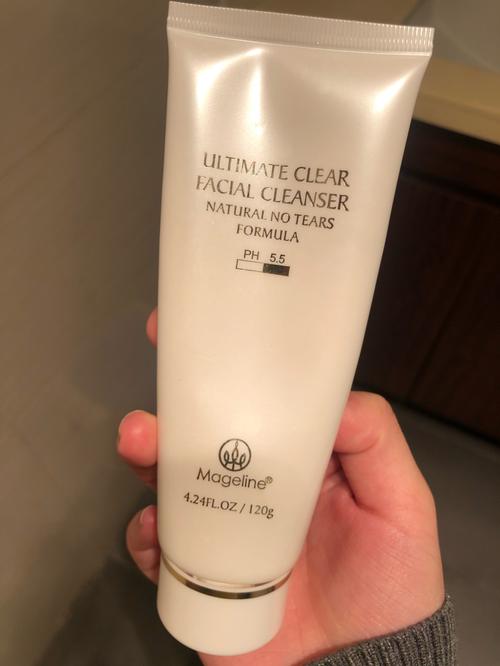 ULTIMATE CLEAR
FACIAL CLEANSER
NATURAL NO TEARS
FORMULA
PH 5.5
Mageline®
4.24FL.OZ / 120g